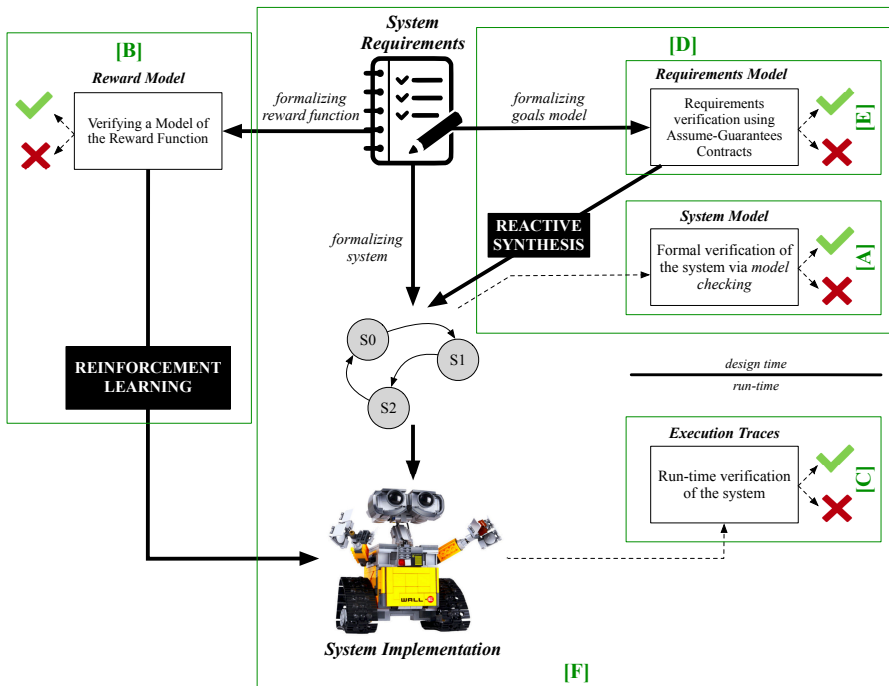 System
Requirements
[B]
[D]
Reward Model
Requirements Model
formalizing
reward function
formalizing
goals model
Verifying a Model of
the Reward Function
Requirements
verification using
Assume-Guarantees
Contracts
[E]
REACTIVE
SYNTHESIS
System Model
formalizing
system
Formal verification of
the system via model
checking
[A]
S0
S1
S2
REINFORCEMENT
LEARNING
design time
run-time
Execution Traces
Run-time verification
of the system
[C]
WALL•E
System Implementation
[F]